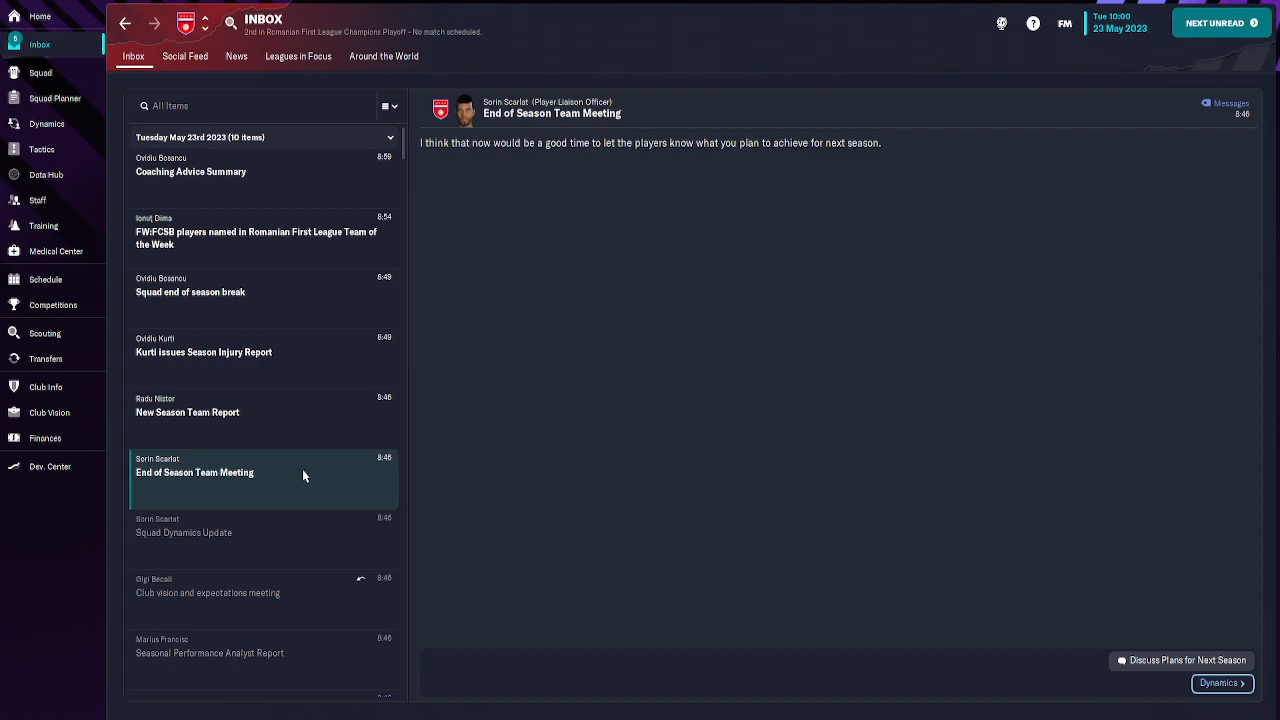 Home
INBOX
2nd in Romanian First League Champions Playoff - No match scheduled.
FM
Tue 10:00
23 May 2023
NEXT UNREAD
5
Inbox
Squad
Squad Planner
Dynamics
Tactics
Data Hub
Staff
Training
Medical Center
Schedule
Competitions
Scouting
Transfers
Club Info
Club Vision
Finances
Dev. Center
Inbox Social Feed News Leagues in Focus Around the World
All Items
Tuesday May 23rd 2023 (10 items)
Ovidiu Bosancu 8:59
Coaching Advice Summary
Ionuț Dima 8:54
FW:FCSB players named in Romanian First League Team of
the Week
Ovidiu Bosancu 8:49
Squad end of season break
Ovidiu Kurti 8:49
Kurti issues Season Injury Report
Radu Nistor 8:46
New Season Team Report
Sorin Scarlat 8:46
End of Season Team Meeting
Sorin Scarlat 8:46
Squad Dynamics Update
Gigi Becali 8:46
Club vision and expectations meeting
Marius Francisc 8:46
Seasonal Performance Analyst Report
Sorin Scarlat (Player Liaison Officer)
End of Season Team Meeting
Messages
8:46
I think that now would be a good time to let the players know what you plan to achieve for next season.
Discuss Plans for Next Season
Dynamics